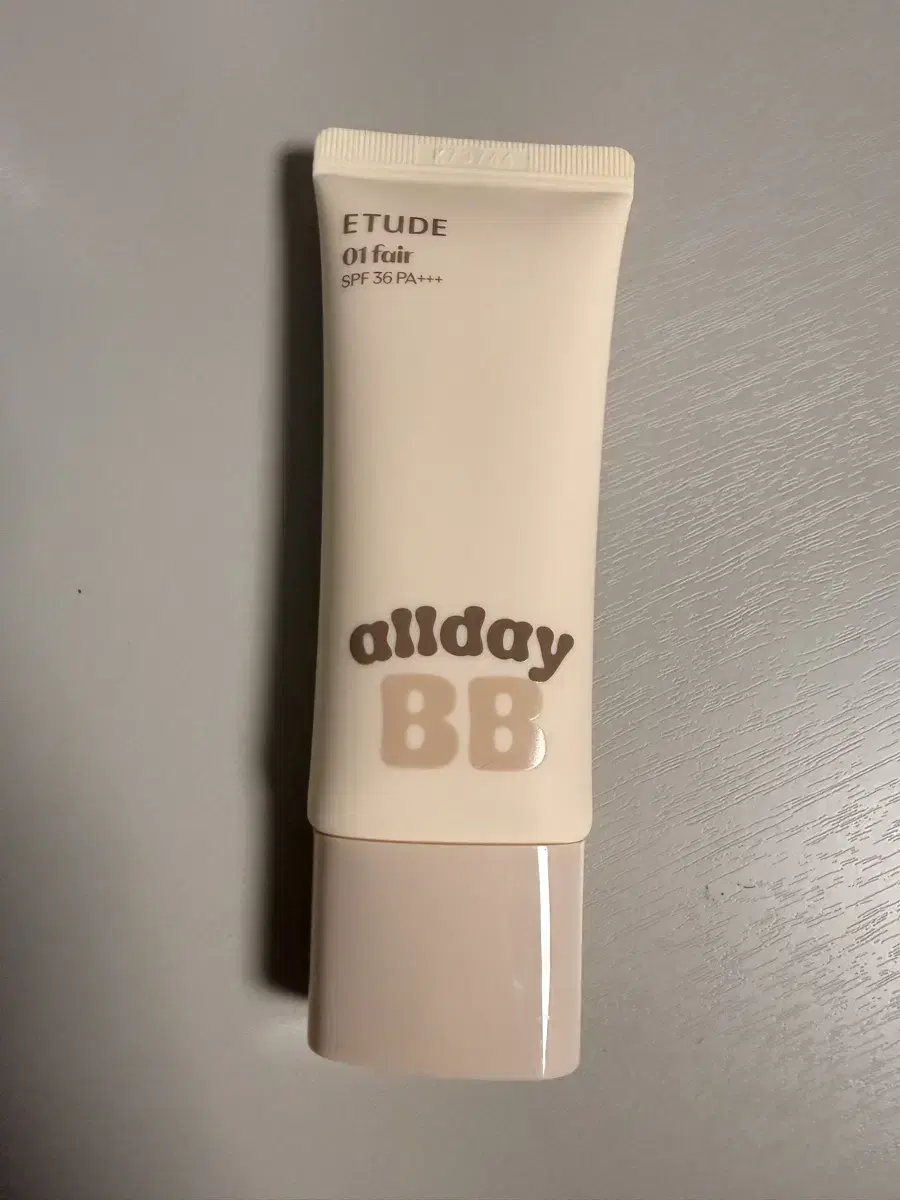 ETUDE
01 fair
SPF 36 PA+++
allday
BB